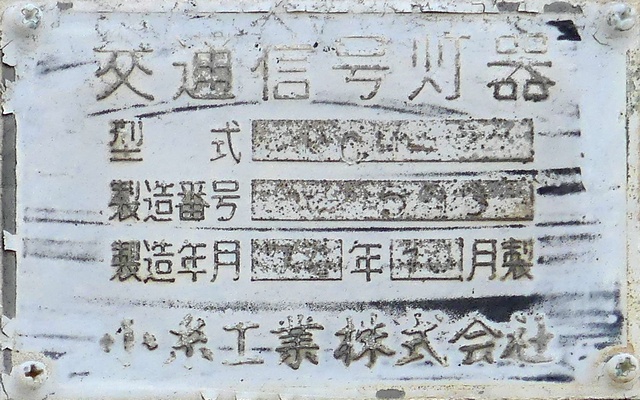 交通信号灯器
型式
製造番号
製造年月 年 月製
小糸工業株式会社